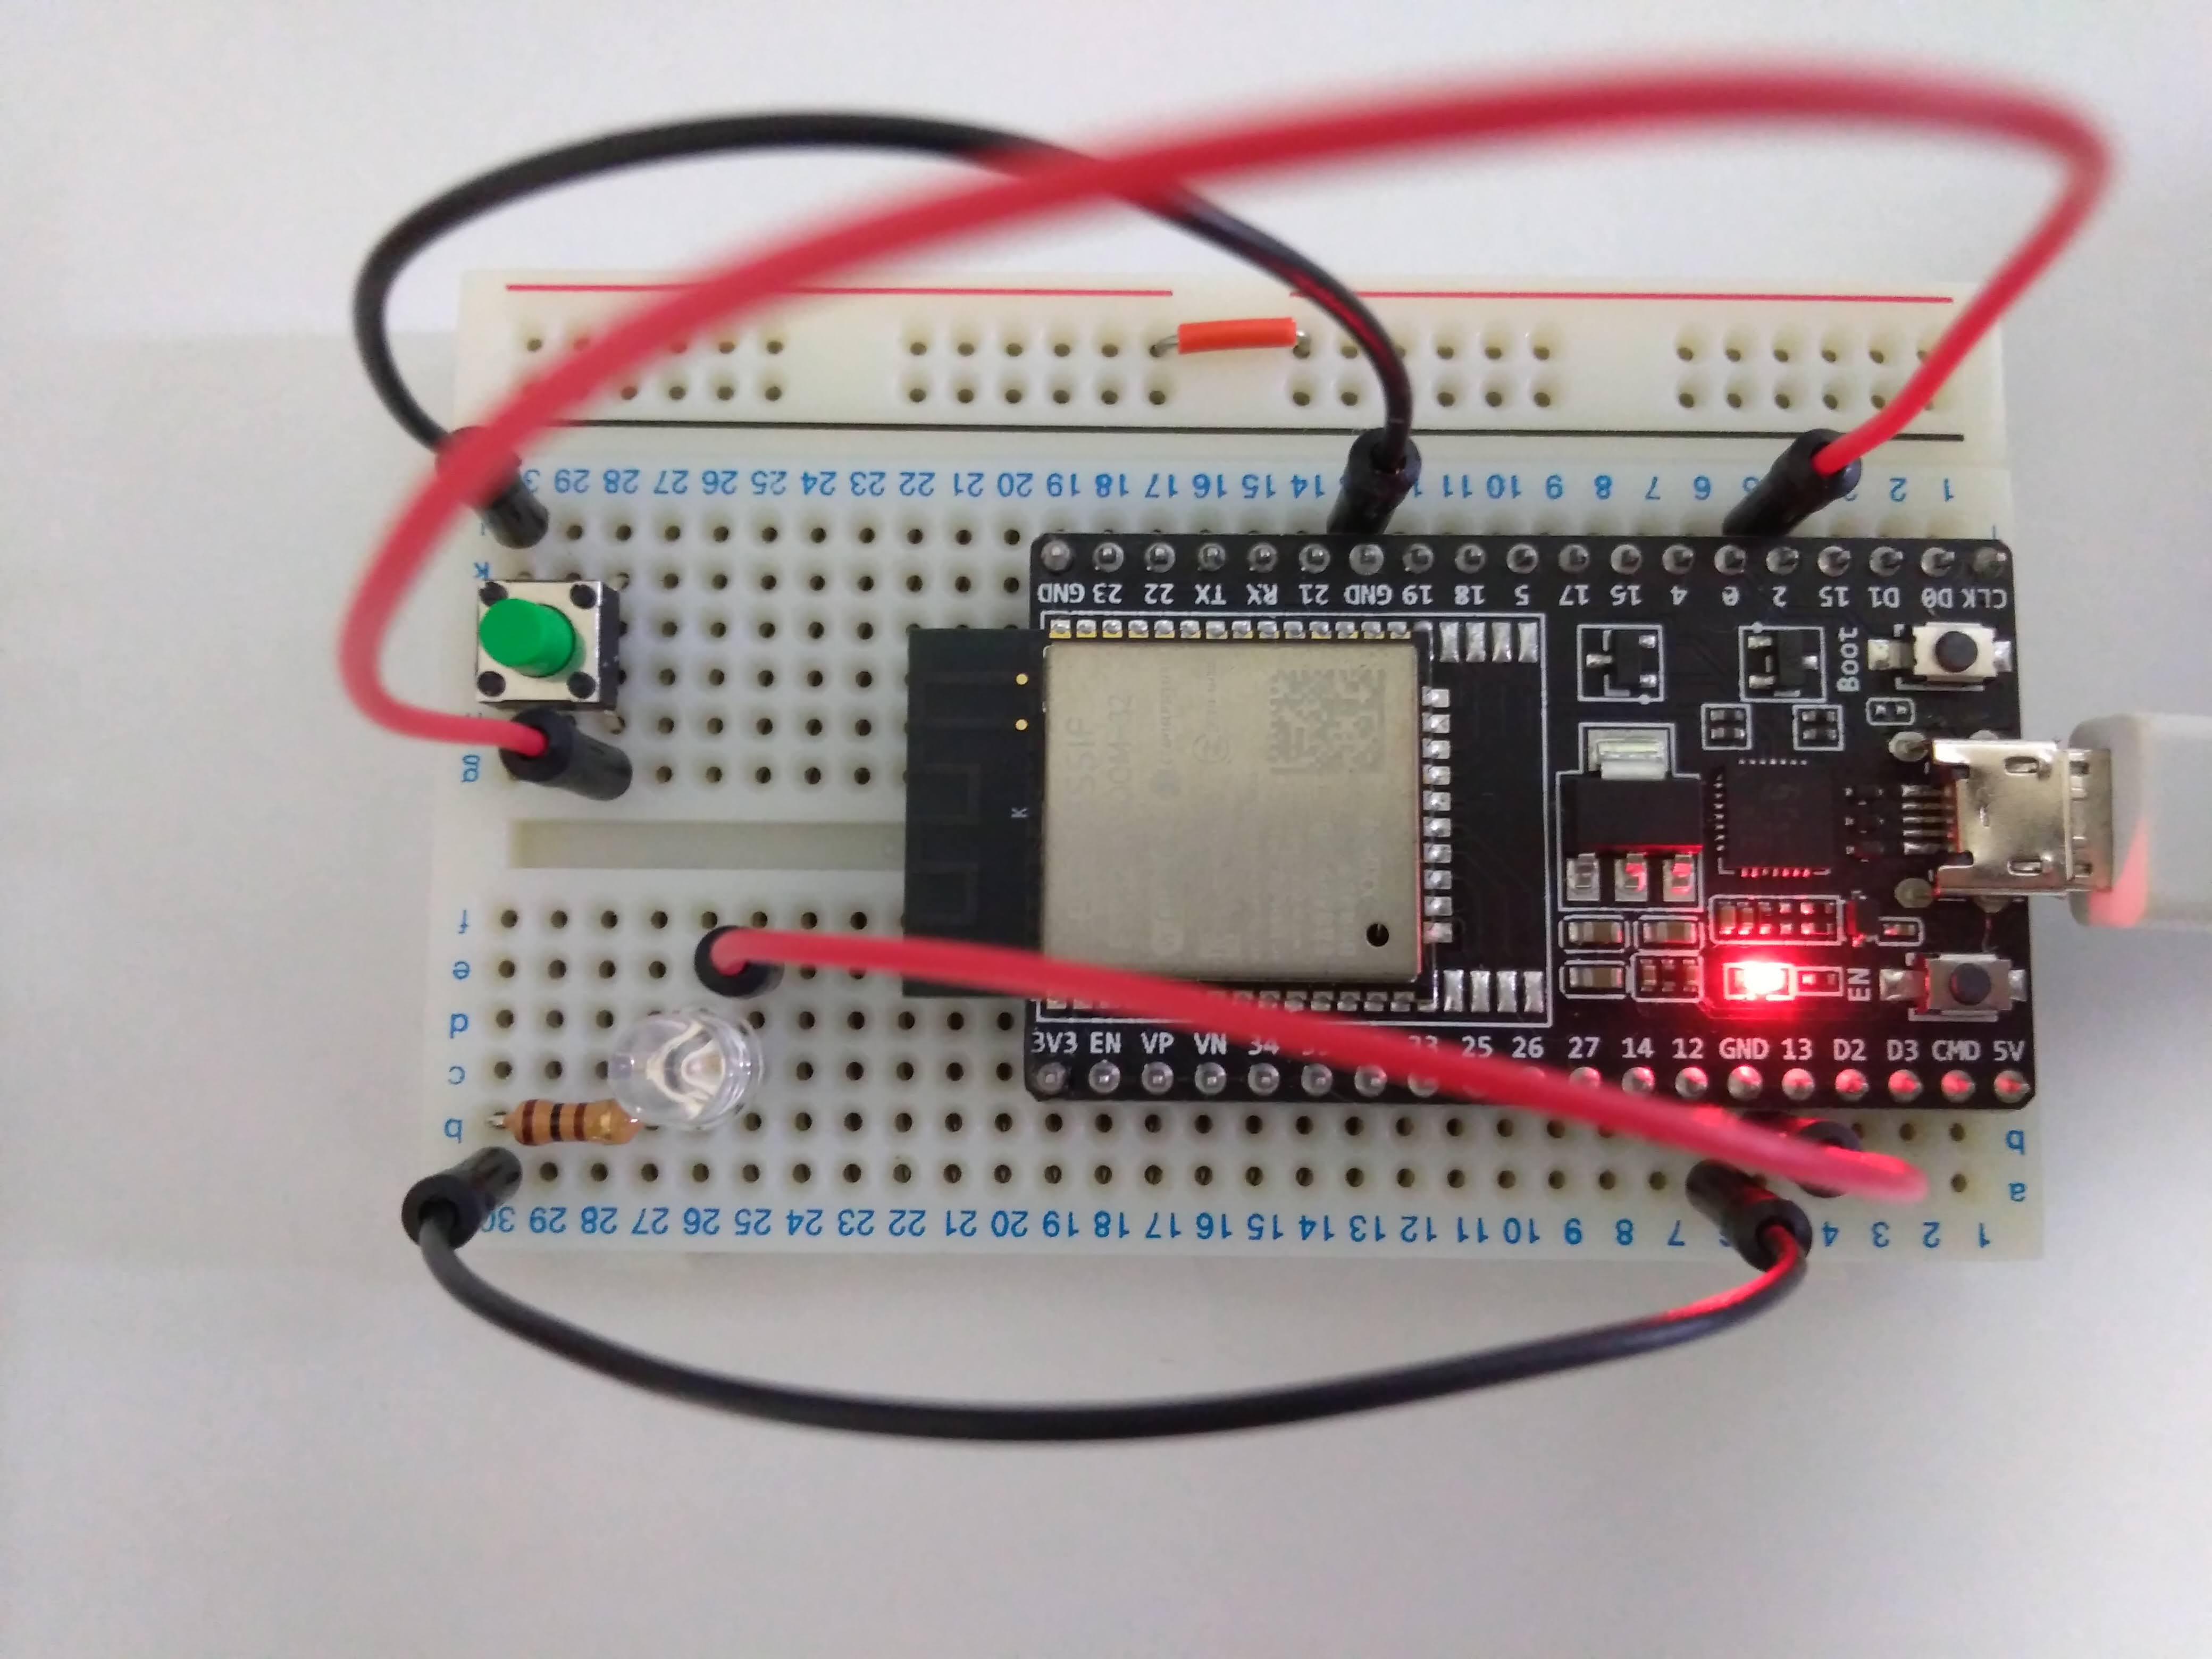 29 28 27 26 25 24 23 22 21 20 19 18 17 16 15 14 11 10 9 8 7 6 2 1
GND 23 22 TX RX 21 GND 19 18 5 17 15 4 0 2 15 D1 D0 CLK
Boot
K
f
e
d
c
b
EN
3V3 EN VP VN 34 25 26 27 14 12 GND 13 D2 D3 CMD 5V
b
a
30 29 28 27 26 25 24 23 22 21 20 19 18 17 16 15 14 13 12 11 10 9 8 7 4 3 2 1